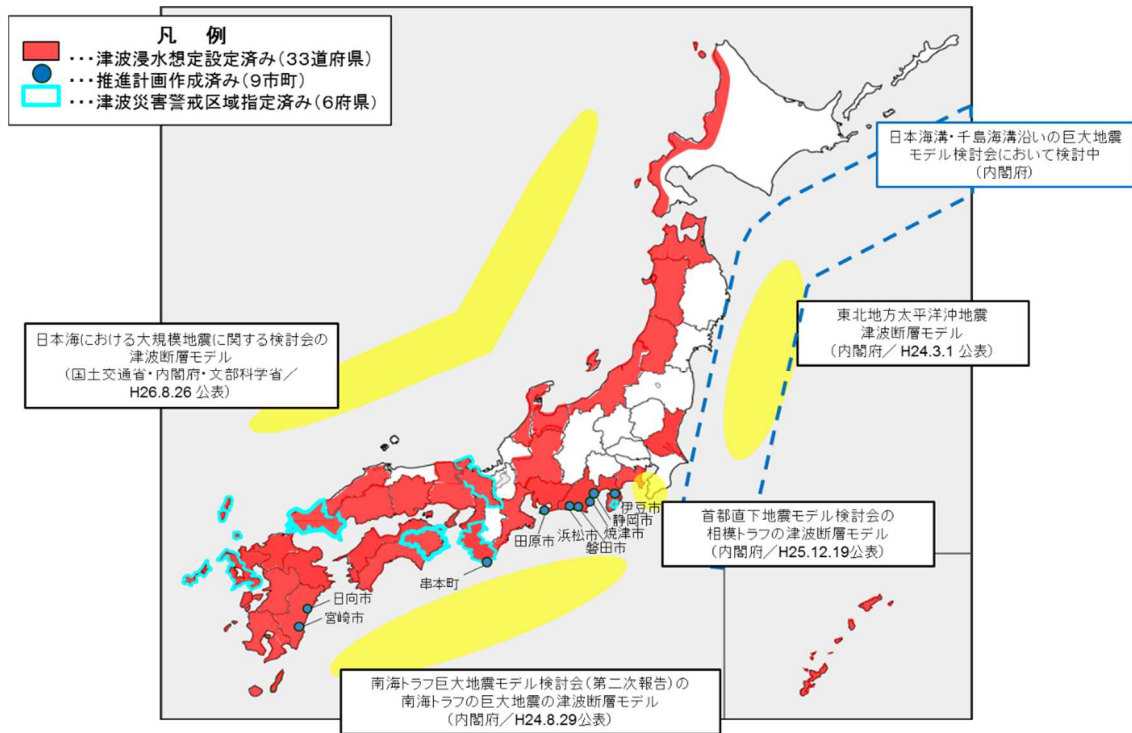 凡 例
・・・津波浸水想定設定済み(33道府県)
・・・推進計画作成済み(9市町)
・・・津波災害警戒区域指定済み(6府県)
日本海溝・千島海溝沿いの巨大地震
モデル検討会において検討中
(内閣府)
東北地方太平洋沖地震
津波断層モデル
(内閣府/H24.3.1公表)
日本海における大規模地震に関する検討会の
津波断層モデル
(国土交通省・内閣府・文部科学省/
H26.8.26公表)
首都直下地震モデル検討会の
相模トラフの津波断層モデル
(内閣府/H25.12.19公表)
伊豆市
静岡市
焼津市
磐田市
浜松市
田原市
串本町
日向市
宮崎市
南海トラフ巨大地震モデル検討会(第二次報告)の
南海トラフの巨大地震の津波断層モデル
(内閣府/H24.8.29公表)